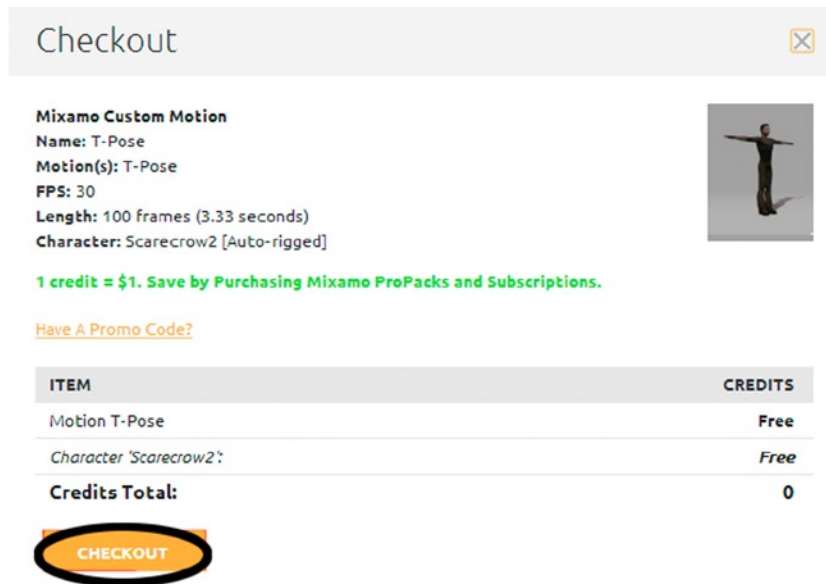 Checkout
Mixamo Custom Motion
Name: T-Pose
Motion(s): T-Pose
FPS: 30
Length: 100 frames (3.33 seconds)
Character: Scarecrow2 [Auto-rigged]
1 credit = $1. Save by Purchasing Mixamo ProPacks and Subscriptions.
Have A Promo Code?
ITEM CREDITS
Motion T-Pose Free
Character 'Scarecrow2': Free
Credits Total: 0
CHECKOUT